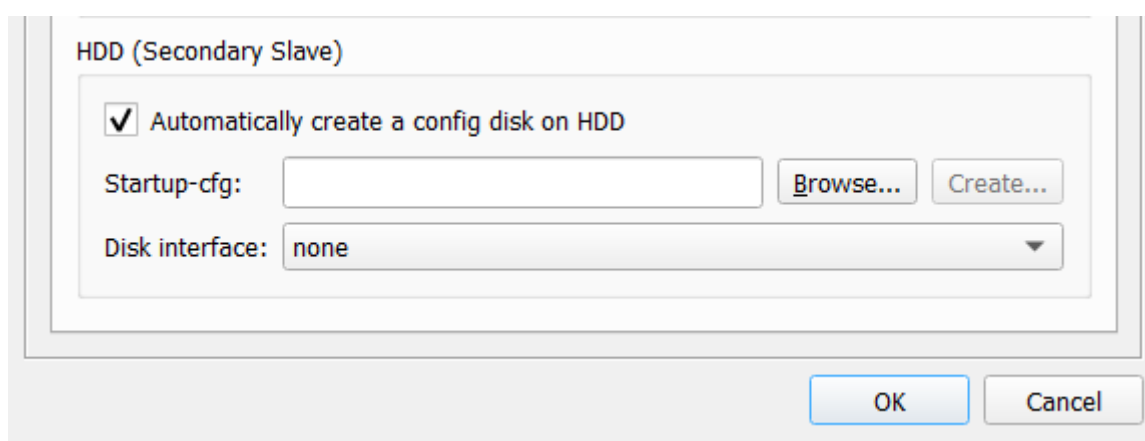 HDD (Secondary Slave)
Automatically create a config disk on HDD
Startup-cfg: Browse... Create...
Disk interface: none
OK Cancel